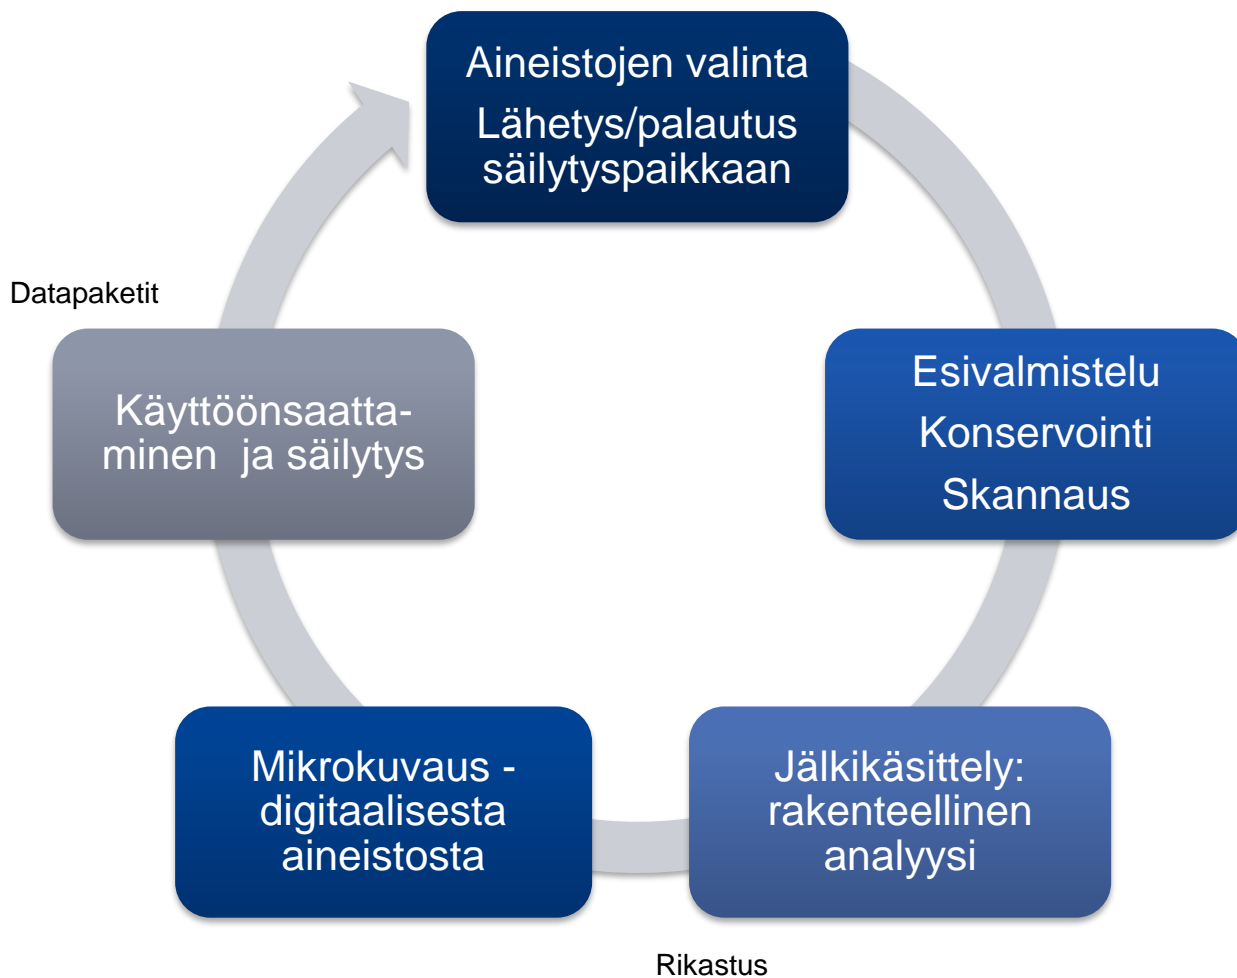 Aineistojen valinta
Lähetys/palautus
säilytyspaikkaan
Datapaketit
Käyttöönsaatta-
minen  ja säilytys
Esivalmistelu
Konservointi
Skannaus
Mikrokuvaus -
digitaalisesta
aineistosta
Jälkikäsittely:
rakenteellinen
analyysi
Rikastus